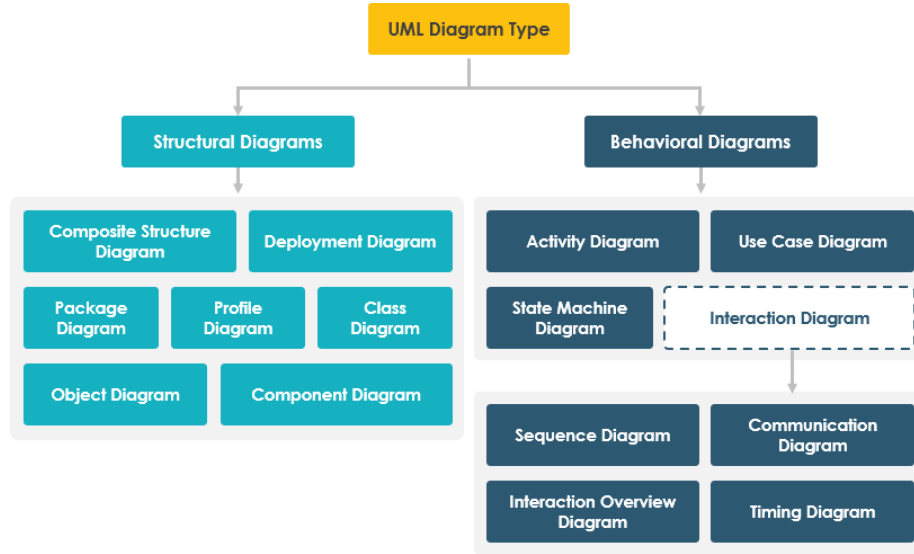 UML Diagram Type
Structural Diagrams
Behavioral Diagrams
Composite Structure
Diagram
Deployment Diagram
Package
Diagram
Profile
Diagram
Class
Diagram
Object Diagram
Component Diagram
Activity Diagram
Use Case Diagram
State Machine
Diagram
Interaction Diagram
Sequence Diagram
Communication
Diagram
Interaction Overview
Diagram
Timing Diagram